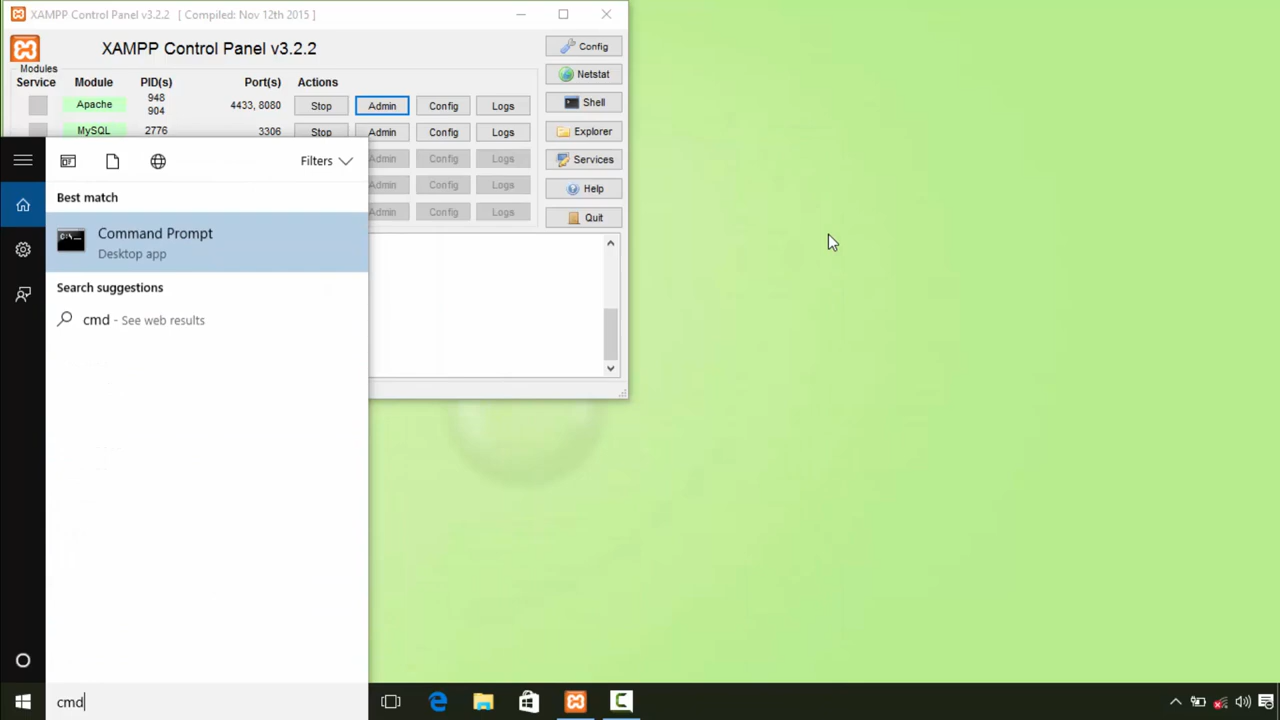 XAMPP Control Panel v3.2.2 [ Compiled: Nov 12th 2015 ]
XAMPP Control Panel v3.2.2
Config
Modules
Service Module PID(s) Port(s) Actions
Netstat
Apache 948 904 4433, 8080 Stop Admin Config Logs
Shell
MySQL 2776 3306 Stop Admin Config Logs
Explorer
Admin Config Logs
Services
Admin Config Logs
Help
Admin Config Logs
Quit
Filters
Best match
C:\
Command Prompt
Desktop app
Search suggestions
cmd - See web results
cmd